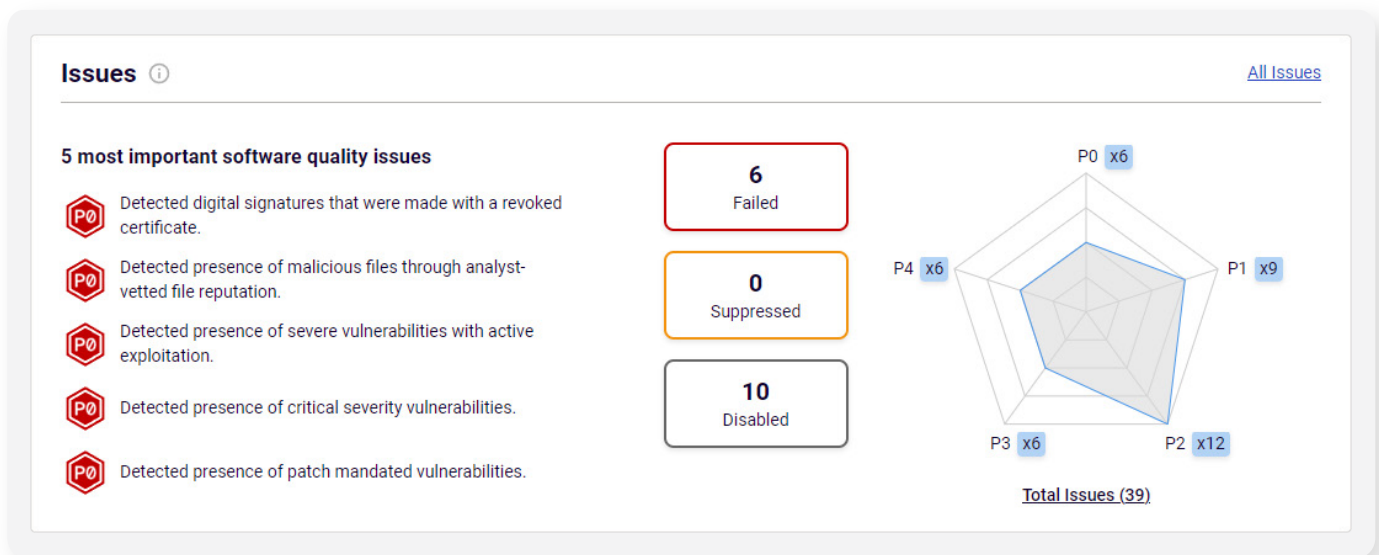 Issues
All Issues
5 most important software quality issues
P0 Detected digital signatures that were made with a revoked
certificate.
P0 Detected presence of malicious files through analyst-
vetted file reputation.
P0 Detected presence of severe vulnerabilities with active
exploitation.
P0 Detected presence of critical severity vulnerabilities.
P0 Detected presence of patch mandated vulnerabilities.
6
Failed
0
Suppressed
10
Disabled
P0 x6
P4 x6
P1 x9
P3 x6
P2 x12
Total Issues (39)